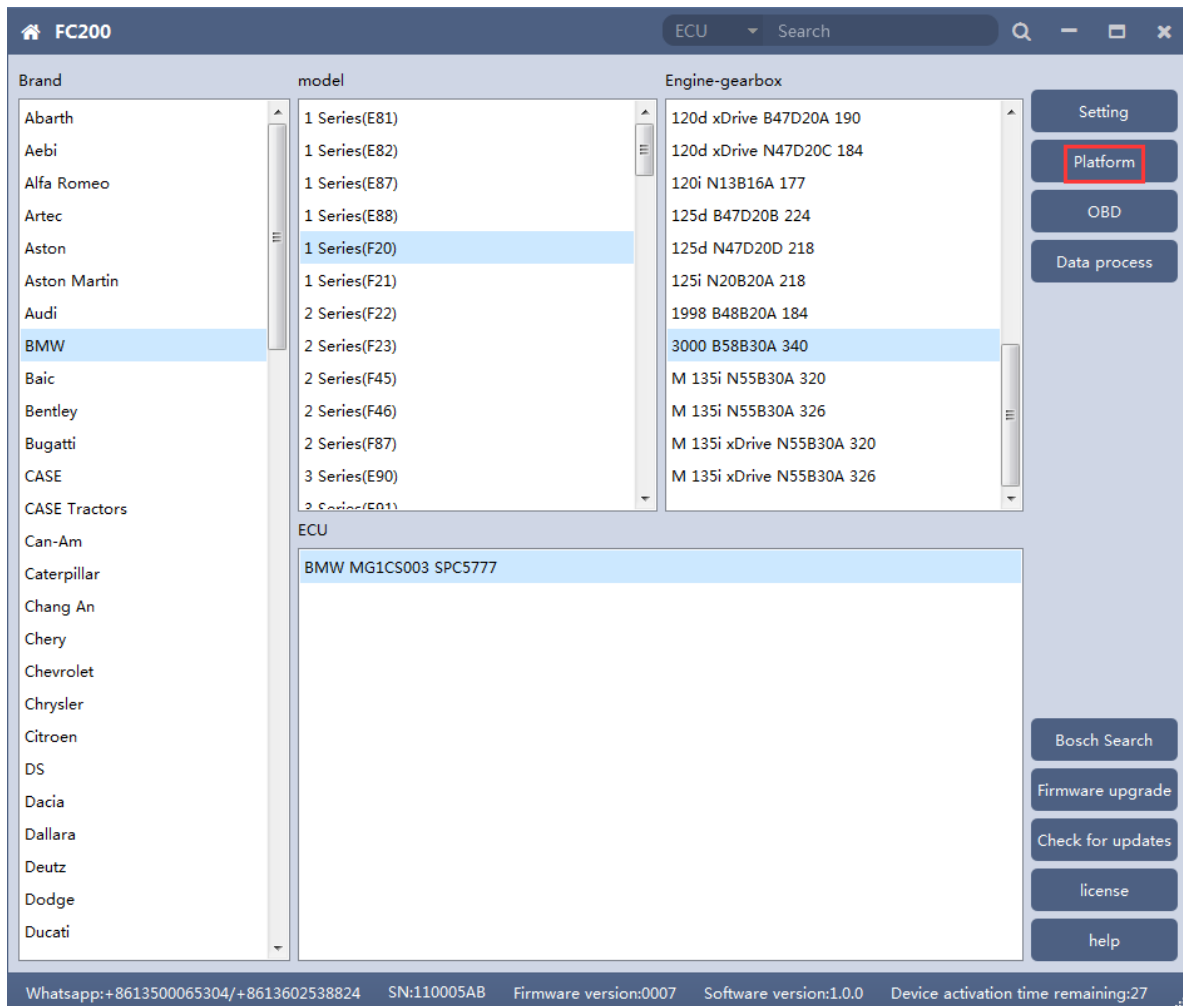 FC200
ECU
Search
Brand
model
Engine-gearbox
Abarth
Aebi
Alfa Romeo
Artec
Aston
Aston Martin
Audi
BMW
Baic
Bentley
Bugatti
CASE
CASE Tractors
Can-Am
Caterpillar
Chang An
Chery
Chevrolet
Chrysler
Citroen
DS
Dacia
Dallara
Deutz
Dodge
Ducati
1 Series(E81)
1 Series(E82)
1 Series(E87)
1 Series(E88)
1 Series(F20)
1 Series(F21)
2 Series(F22)
2 Series(F23)
2 Series(F45)
2 Series(F46)
2 Series(F87)
3 Series(E90)
3 Series(E91)
120d xDrive B47D20A 190
120d xDrive N47D20C 184
120i N13B16A 177
125d B47D20B 224
125d N47D20D 218
125i N20B20A 218
1998 B48B20A 184
3000 B58B30A 340
M 135i N55B30A 320
M 135i N55B30A 326
M 135i xDrive N55B30A 320
M 135i xDrive N55B30A 326
ECU
BMW MG1CS003 SPC5777
Setting
Platform
OBD
Data process
Bosch Search
Firmware upgrade
Check for updates
license
help
Whatsapp:+8613500065304/+8613602538824
SN:110005AB
Firmware version:0007
Software version:1.0.0
Device activation time remaining:27